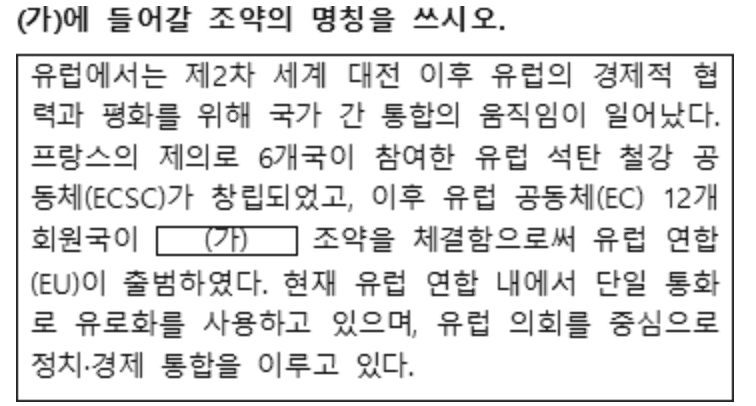 (가)에 들어갈 조약의 명칭을 쓰시오.
유럽에서는 제2차 세계 대전 이후 유럽의 경제적 협
력과 평화를 위해 국가 간 통합의 움직임이 일어났다.
프랑스의 제의로 6개국이 참여한 유럽 석탄 철강 공
동체(ECSC)가 창립되었고, 이후 유럽 공동체(EC) 12개
회원국이 (가) 조약을 체결함으로써 유럽 연합
(EU)이 출범하였다. 현재 유럽 연합 내에서 단일 통화
로 유로화를 사용하고 있으며, 유럽 의회를 중심으로
정치·경제 통합을 이루고 있다.